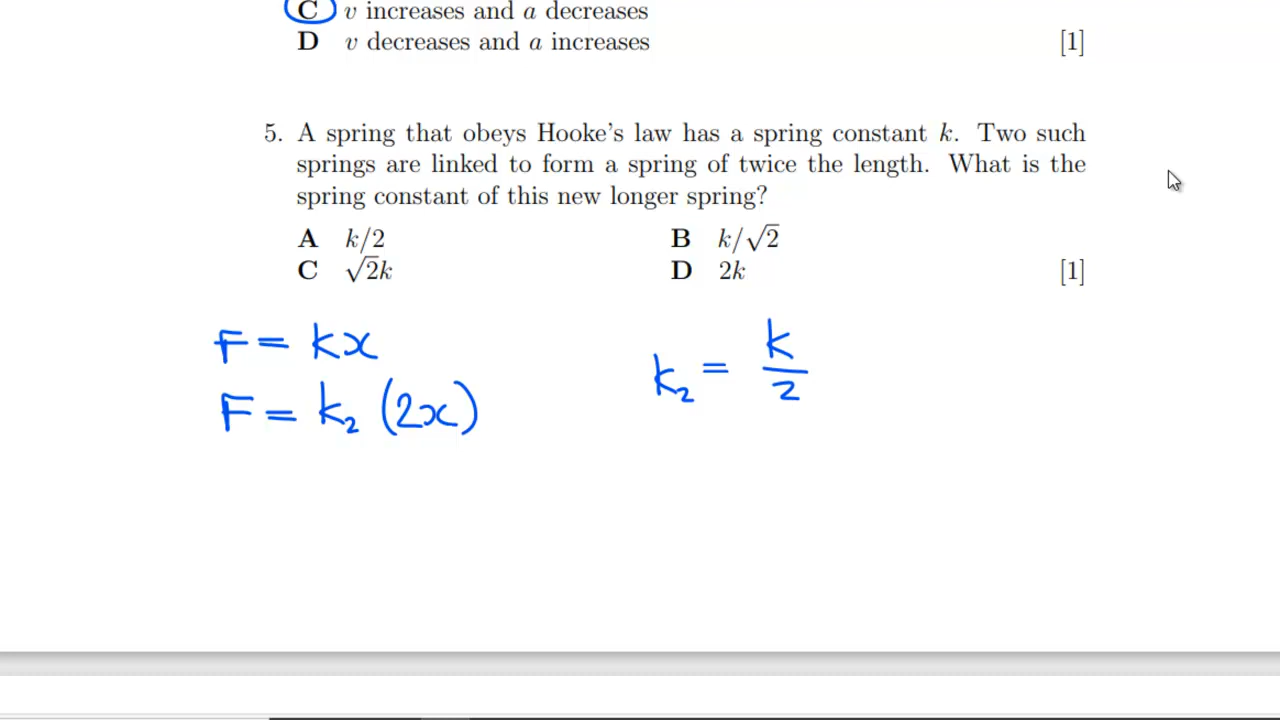 C v increases and a decreases
D v decreases and a increases [1]
5. A spring that obeys Hooke's law has a spring constant k. Two such
springs are linked to form a spring of twice the length. What is the
spring constant of this new longer spring?
A k/2 B k/√2
C √2k D 2k [1]
F = kx
F = k₂ (2x)
k₂ = k/2